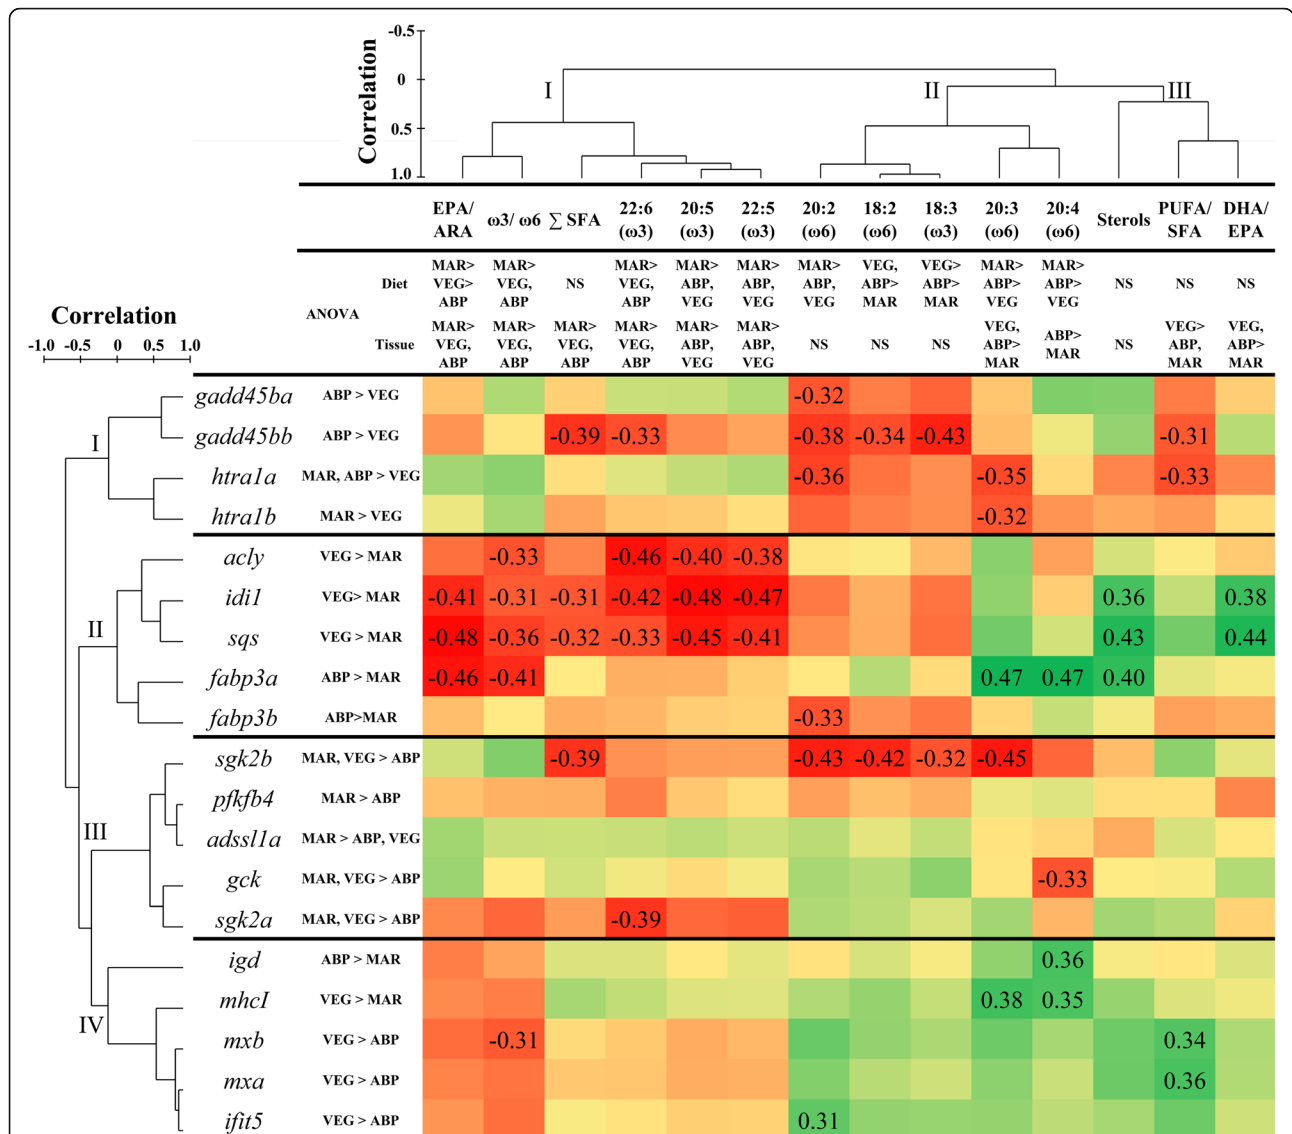 -0.5
0
0.5
1.0
Correlation
I
II
III
EPA/ ARA
ω3/ ω6
∑ SFA
22:6 (ω3)
20:5 (ω3)
22:5 (ω3)
20:2 (ω6)
18:2 (ω6)
18:3 (ω3)
20:3 (ω6)
20:4 (ω6)
Sterols
PUFA/ SFA
DHA/ EPA
ANOVA
Diet
MAR> VEG> ABP
MAR> VEG, ABP
NS
MAR> VEG, ABP
MAR> ABP, VEG
MAR> ABP, VEG
MAR> ABP, VEG
VEG, ABP> MAR
VEG> ABP> MAR
MAR> ABP> VEG
MAR> ABP> VEG
NS
NS
NS
Tissue
MAR> VEG, ABP
MAR> VEG, ABP
MAR> VEG, ABP
MAR> VEG, ABP
MAR> ABP, VEG
MAR> ABP, VEG
NS
NS
NS
VEG, ABP> MAR
ABP> MAR
NS
VEG> ABP, MAR
VEG, ABP> MAR
Correlation
-1.0 -0.5 0 0.5 1.0
I
II
III
IV
gadd45ba ABP > VEG -0.32
gadd45bb ABP > VEG -0.39 -0.33 -0.38 -0.34 -0.43 -0.31
htra1a MAR, ABP > VEG -0.36 -0.35 -0.33
htra1b MAR > VEG -0.32
acly VEG > MAR -0.33 -0.46 -0.40 -0.38
idi1 VEG> MAR -0.41 -0.31 -0.31 -0.42 -0.48 -0.47 0.36 0.38
sqs VEG > MAR -0.48 -0.36 -0.32 -0.33 -0.45 -0.41 0.43 0.44
fabp3a ABP > MAR -0.46 -0.41 0.47 0.47 0.40
fabp3b ABP>MAR -0.33
sgk2b MAR, VEG > ABP -0.39 -0.43 -0.42 -0.32 -0.45
pfkfb4 MAR > ABP
adssl1a MAR > ABP, VEG
gck MAR, VEG > ABP -0.33
sgk2a MAR, VEG > ABP -0.39
igd ABP > MAR 0.36
mhcI VEG > MAR 0.38 0.35
mxb VEG > ABP -0.31 0.34
mxa VEG > ABP 0.36
ifit5 VEG > ABP 0.31